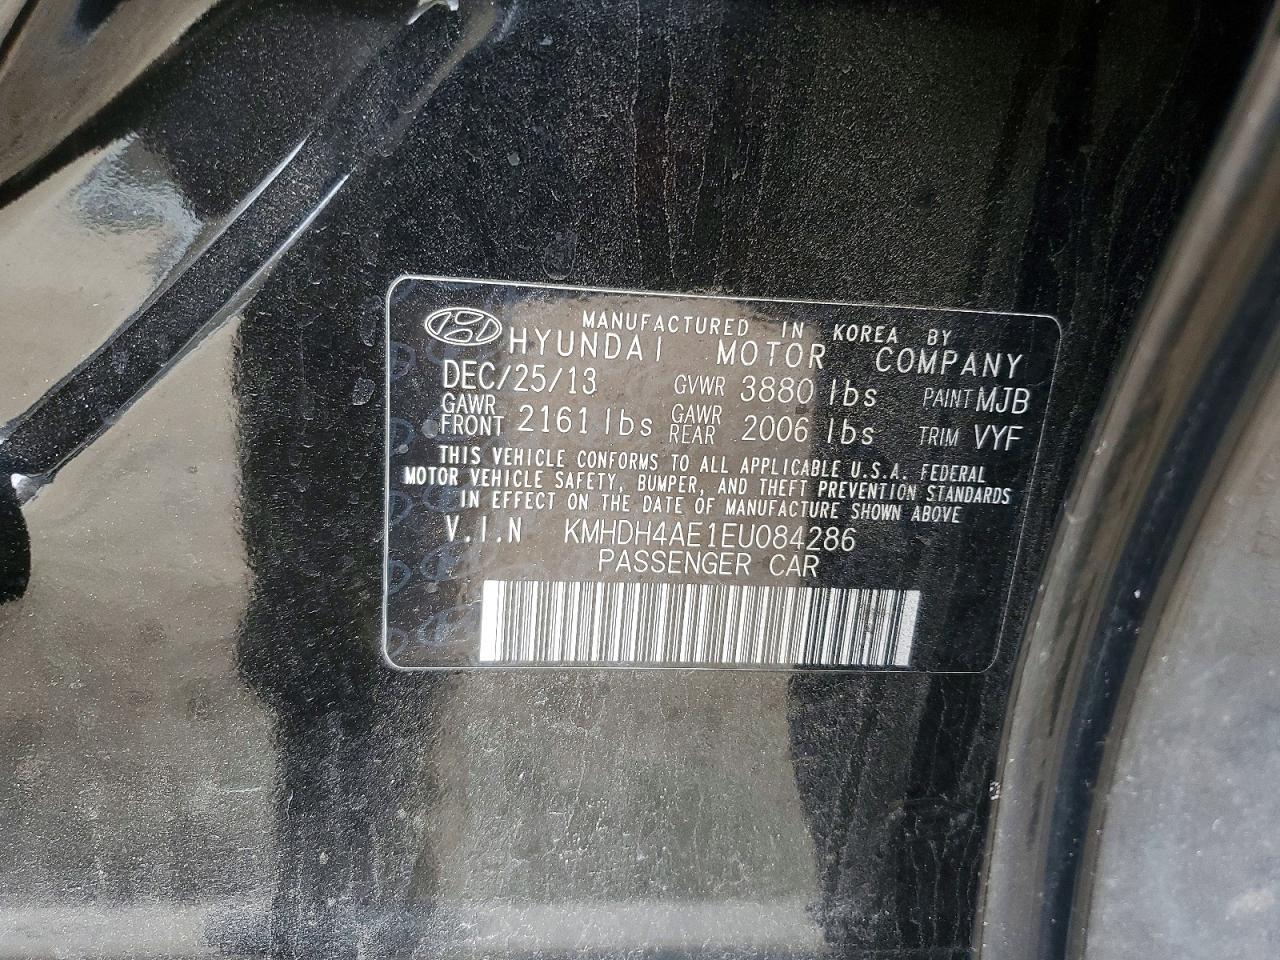 MANUFACTURED IN KOREA BY
HYUNDAI MOTOR COMPANY
DEC/25/13 GVWR 3880 lbs PAINT MJB
GAWR FRONT 2161 lbs GAWR REAR 2006 lbs TRIM VYF
THIS VEHICLE CONFORMS TO ALL APPLICABLE U.S.A. FEDERAL
MOTOR VEHICLE SAFETY, BUMPER, AND THEFT PREVENTION STANDARDS
IN EFFECT ON THE DATE OF MANUFACTURE SHOWN ABOVE
V.I.N KMHDH4AE1EU084286
PASSENGER CAR